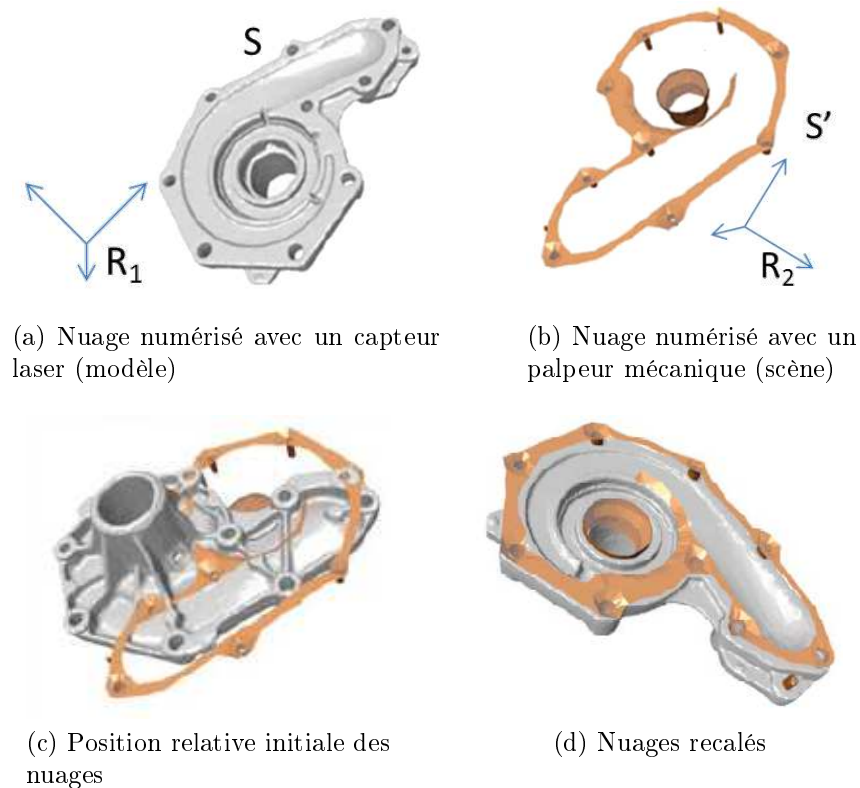 S
R1
S'
R2
(a) Nuage numérisé avec un capteur
laser (modèle)
(b) Nuage numérisé avec un
palpeur mécanique (scène)
(c) Position relative initiale des
nuages
(d) Nuages recalés